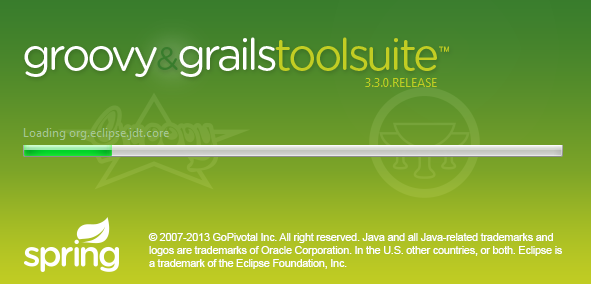 groovy&grailstoolsuite™
3.3.0.RELEASE
Groovy
Loading org.eclipse.jdt.core
spring
© 2007-2013 GoPivotal Inc. All right reserved. Java and all Java-related trademarks and
logos are trademarks of Oracle Corporation. In the U.S. other countries, or both. Eclipse is
a trademark of the Eclipse Foundation, Inc.